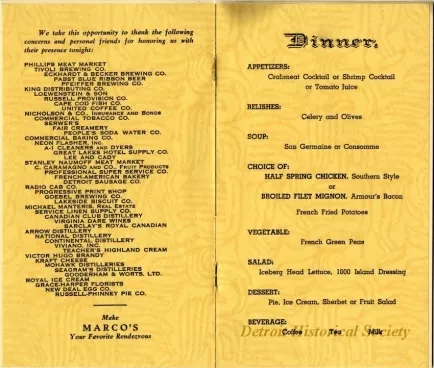 We take this opportunity to thank the following
concerns and personal friends for honoring us with
their presence tonight:
PHILLIPS MEAT MARKET
TIVOLI BREWING CO.
ECKHARDT & BECKER BREWING CO.
PABST BLUE RIBBON BEER
PFEIFFER BREWING CO.
KING DISTRIBUTING CO.
LOEWENSTEIN & SON
RUSSELL PROVISION CO.
CAPE COD FISH CO.
UNITED COFFEE CO.
NICHOLSON & CO. INSURANCE AND BONDS
COMMERCIAL TOBACCO CO.
SERWER'S
FAIR CREAMERY
PEOPLE'S SODA WATER CO.
COMMERCIAL BAKING CO.
NEON FLASHER, INC.
A-1 CLEANERS AND DYERS
GREAT LAKES HOTEL SUPPLY CO.
LEE AND CADY
STANLEY NAUMOFF MEAT MARKET
C. CARAMAGNO AND CO. FRUIT PRODUCTS
PROFESSIONAL SUPER SERVICE CO.
FRENCH-AMERICAN BAKERY
DETROIT SAUSAGE CO.
RADIO CAB CO.
PROGRESSIVE PRINT SHOP
GOEBEL BREWING CO.
LAKESIDE BISCUIT CO.
MICHAEL MANTERIS, REAL ESTATE
SERVICE LINEN SUPPLY CO.
CANADIAN CLUB DISTILLERY
VIRGINIA DARE WINES
BARCLAY'S ROYAL CANADIAN
ARROW DISTILLERY
NATIONAL DISTILLERY
CONTINENTAL DISTILLERY
VIVIANO, INC.
TEACHER'S HIGHLAND CREAM
VICTOR HUGO BRANDY
KRAFT CHEESE
MOHAWK DISTILLERIES
SEAGRAM'S DISTILLERIES
GOODERHAM & WORTS, LTD.
ROYAL ICE CREAM
GRACE-HARPER FLORISTS
NEW DEAL EGG CO.
RUSSELL-PHINNEY PIE CO.
Make
MARCO'S
Your Favorite Rendezvous
Dinner.
APPETIZERS:
Crabmeat Cocktail or Shrimp Cocktail
or Tomato Juice
RELISHES:
Celery and Olives
SOUP:
San Germaine or Consomme
CHOICE OF:
HALF SPRING CHICKEN, Southern Style
or
BROILED FILET MIGNON, Armour's Bacon
French Fried Potatoes
VEGETABLE:
French Green Peas
SALAD:
Iceberg Head Lettuce, 1000 Island Dressing
DESSERT:
Pie, Ice Cream, Sherbet or Fruit Salad
BEVERAGE:
Coffee Tea Milk
Detroit Historical Society